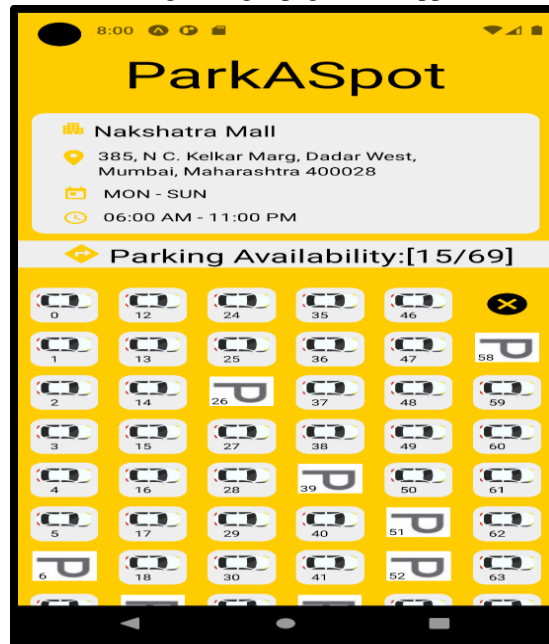 8:00
ParkASpot
Nakshatra Mall
385, N C. Kelkar Marg, Dadar West,
Mumbai, Maharashtra 400028
MON - SUN
06:00 AM - 11:00 PM
Parking Availability:[15/69]
0 12 24 35 46
1 13 25 36 47 P 58
2 14 P 26 37 48 59
3 15 27 38 49 60
4 16 28 P 39 50 61
5 17 29 40 P 51 62
P 6 18 30 41 P 52 63